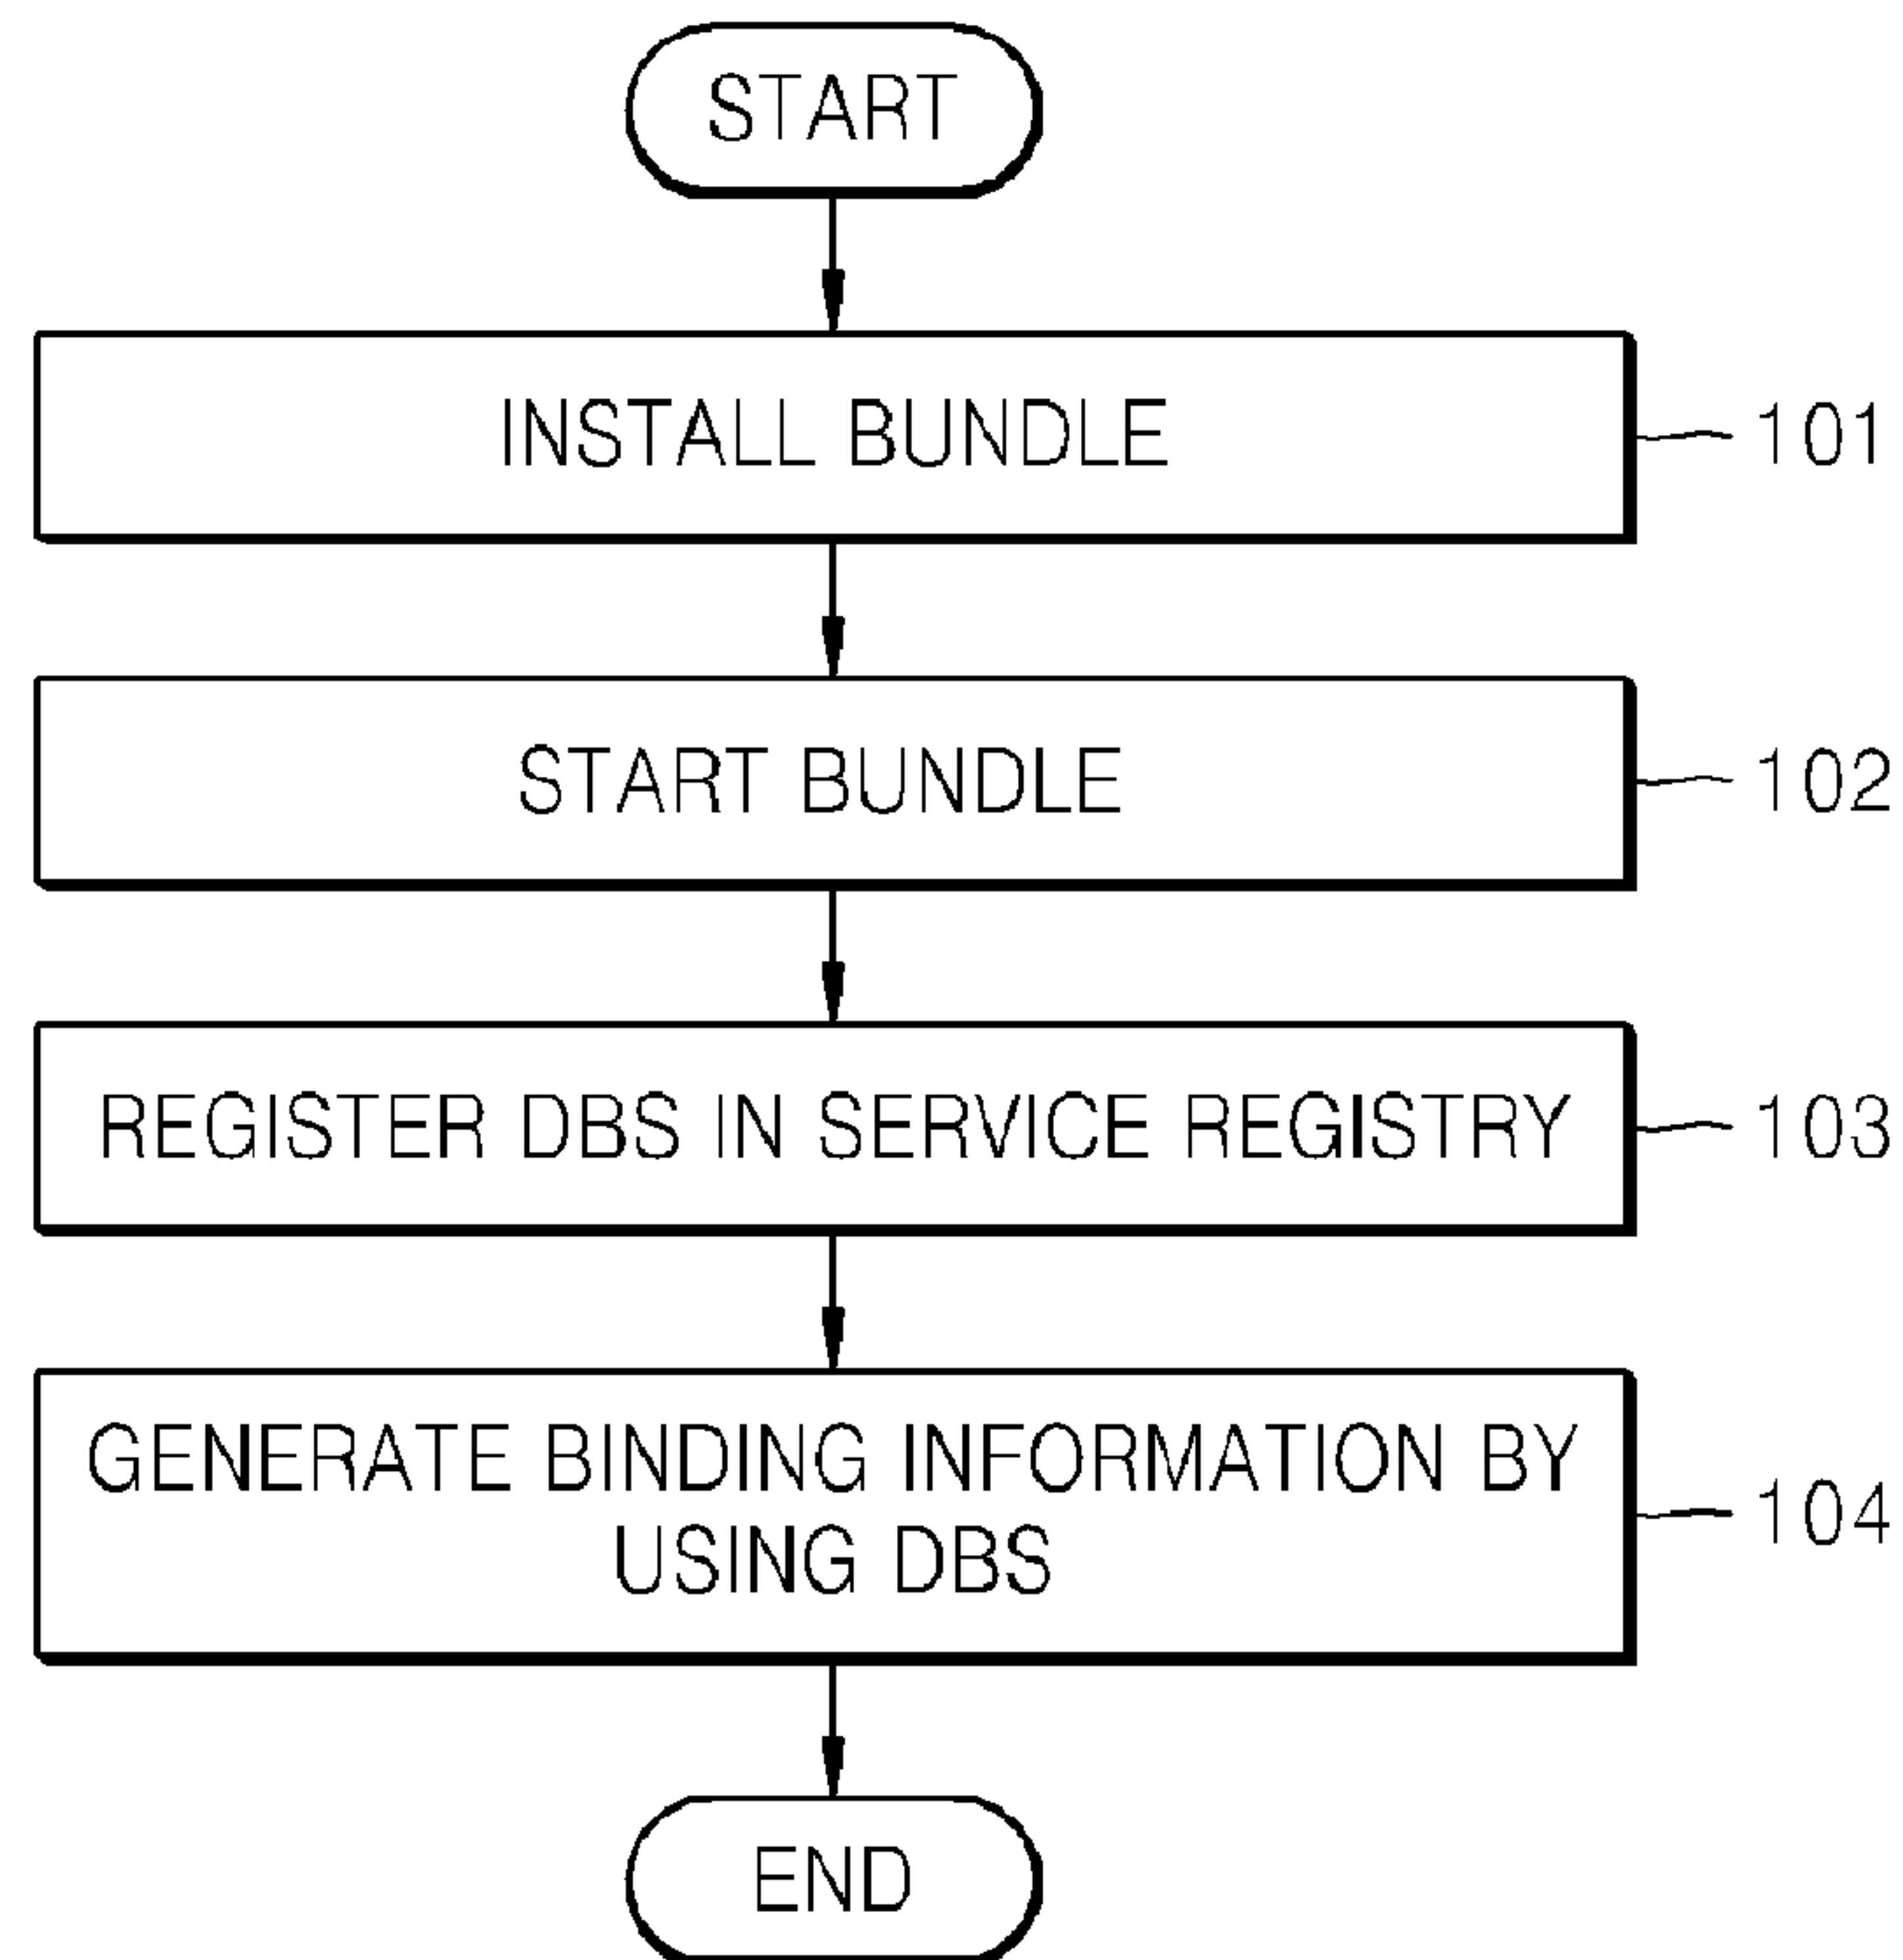 START
INSTALL BUNDLE
101
START BUNDLE
102
REGISTER DBS IN SERVICE REGISTRY
103
GENERATE BINDING INFORMATION BY
USING DBS
104
END